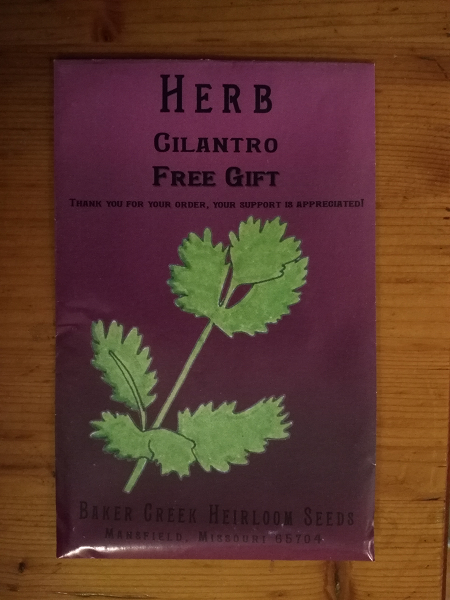 Herb
Cilantro
Free Gift
Thank you for your order, your support is appreciated!
Baker Creek Heirloom Seeds
Mansfield, Missouri 65704